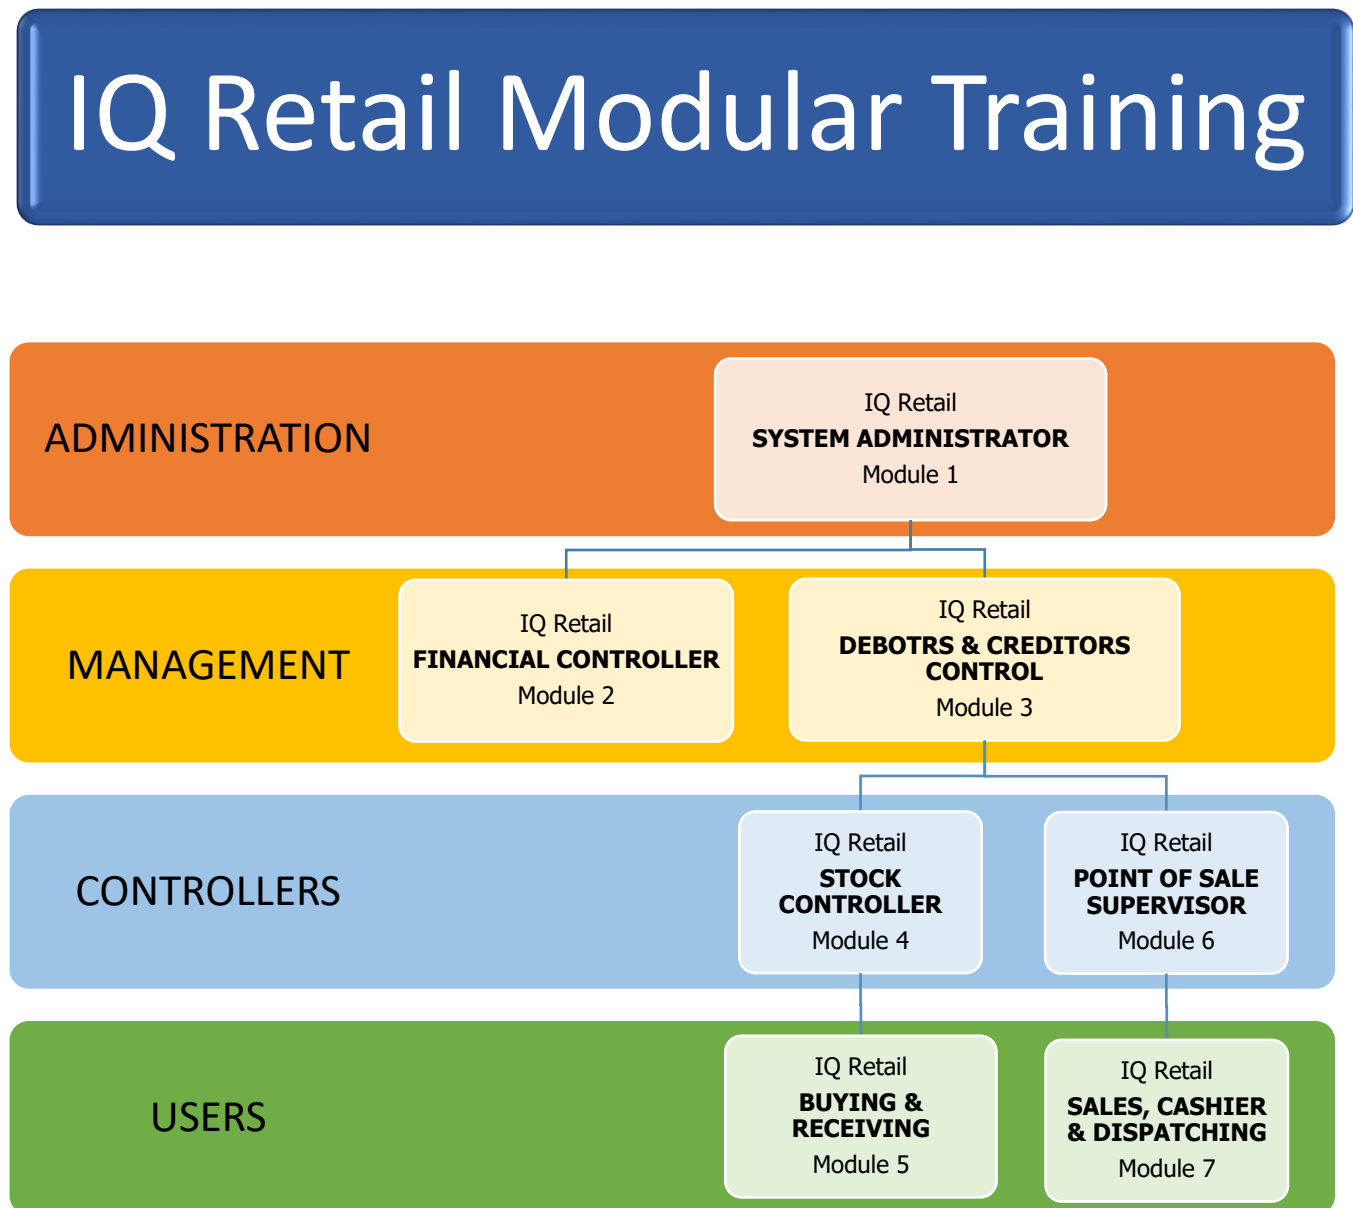 IQ Retail Modular Training
ADMINISTRATION
IQ Retail
SYSTEM ADMINISTRATOR
Module 1
MANAGEMENT
IQ Retail
FINANCIAL CONTROLLER
Module 2
IQ Retail
DEBOTRS & CREDITORS
CONTROL
Module 3
CONTROLLERS
IQ Retail
STOCK
CONTROLLER
Module 4
IQ Retail
POINT OF SALE
SUPERVISOR
Module 6
USERS
IQ Retail
BUYING &
RECEIVING
Module 5
IQ Retail
SALES, CASHIER
& DISPATCHING
Module 7